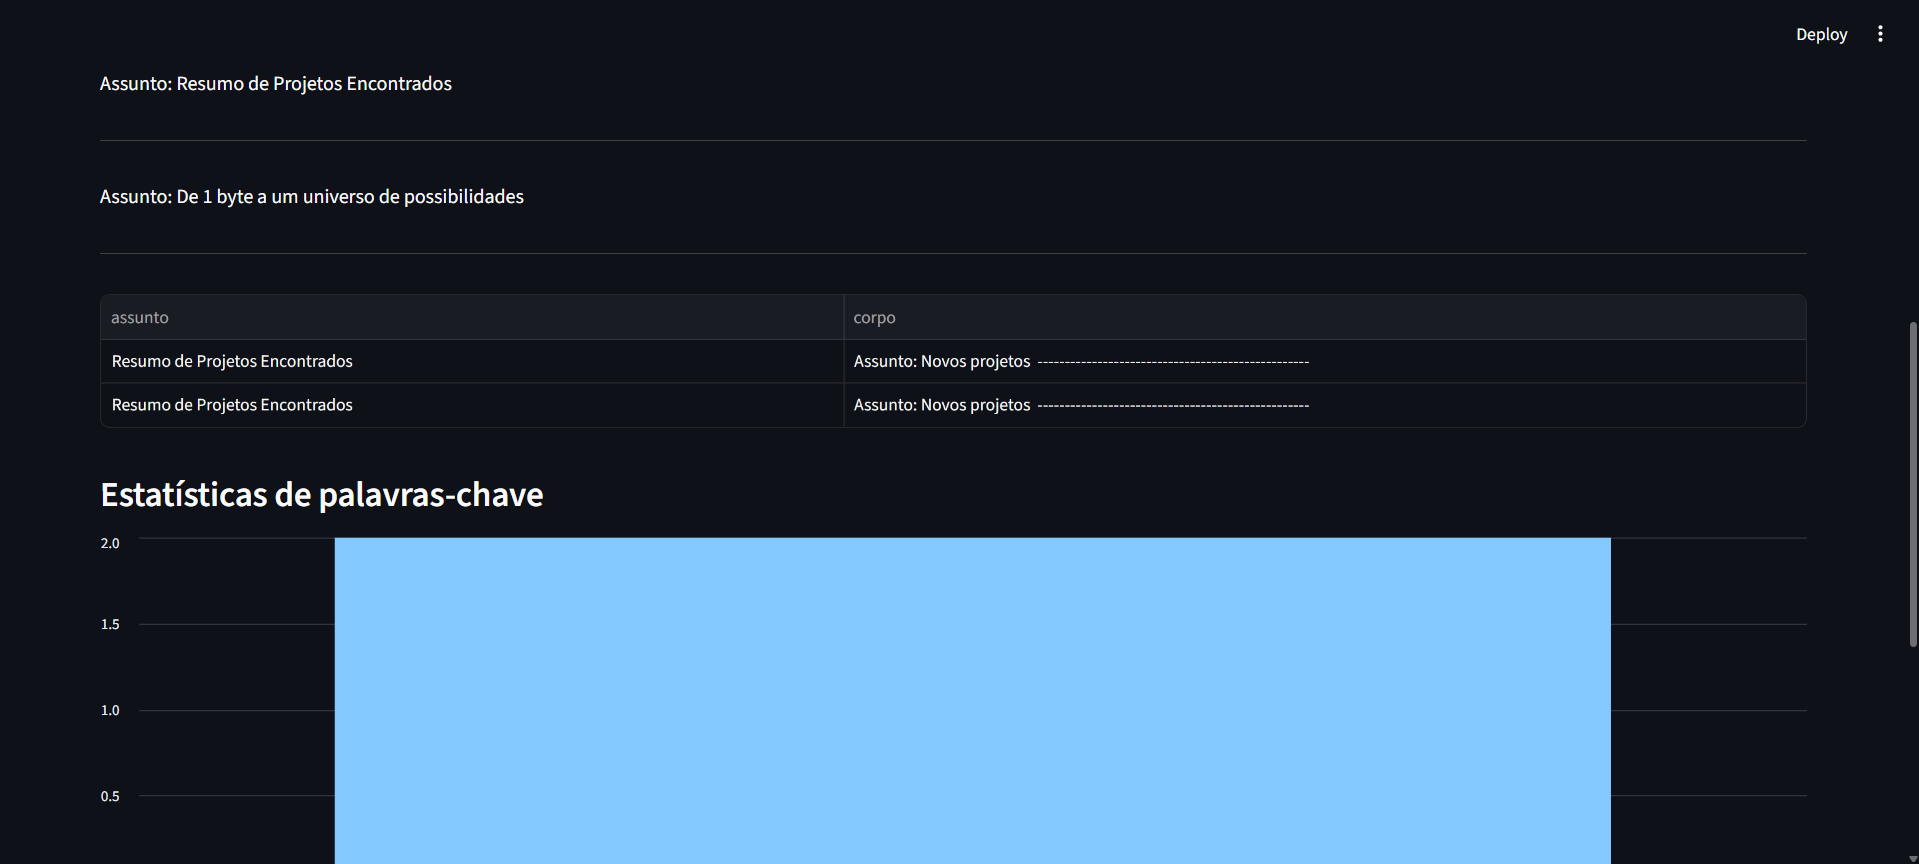 Deploy
Assunto: Resumo de Projetos Encontrados
Assunto: De 1 byte a um universo de possibilidades
assunto corpo
Resumo de Projetos Encontrados Assunto: Novos projetos --------------------------------------------------
Resumo de Projetos Encontrados Assunto: Novos projetos --------------------------------------------------
Estatísticas de palavras-chave
2.0
1.5
1.0
0.5